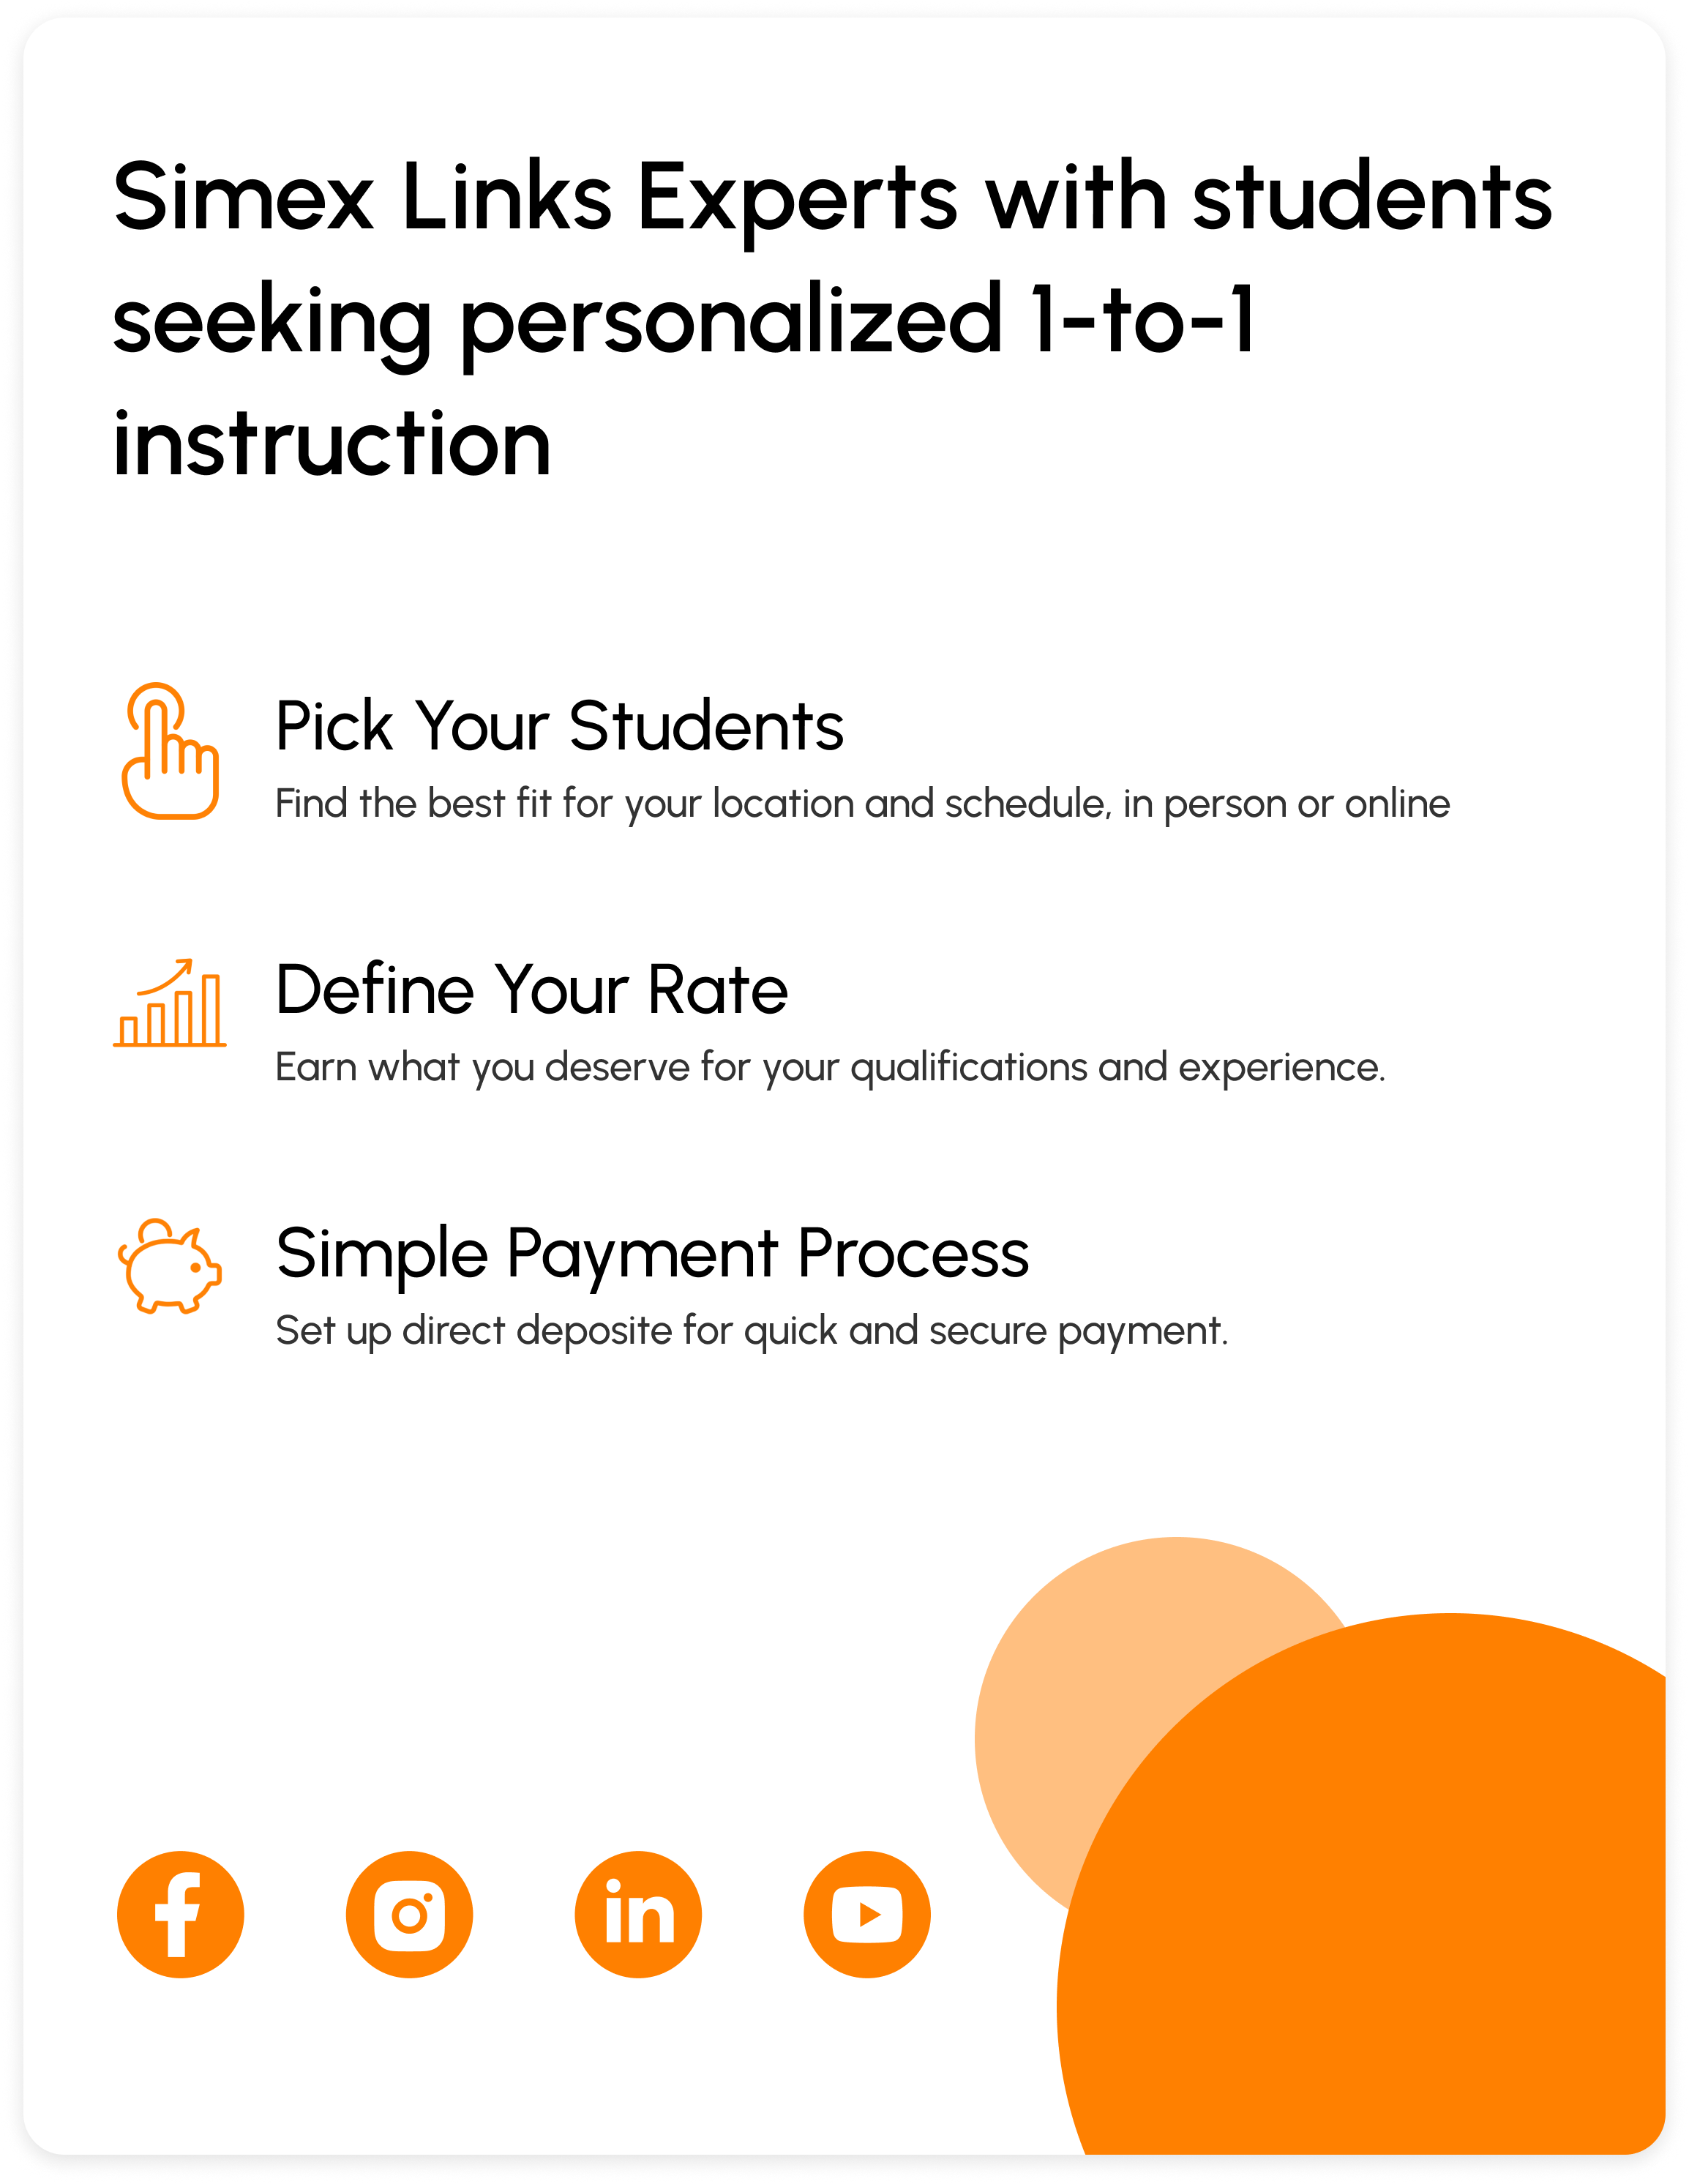 Simex Links Experts with students
seeking personalized 1-to-1
instruction
Pick Your Students
Find the best fit for your location and schedule, in person or online
Define Your Rate
Earn what you deserve for your qualifications and experience.
Simple Payment Process
Set up direct deposite for quick and secure payment.